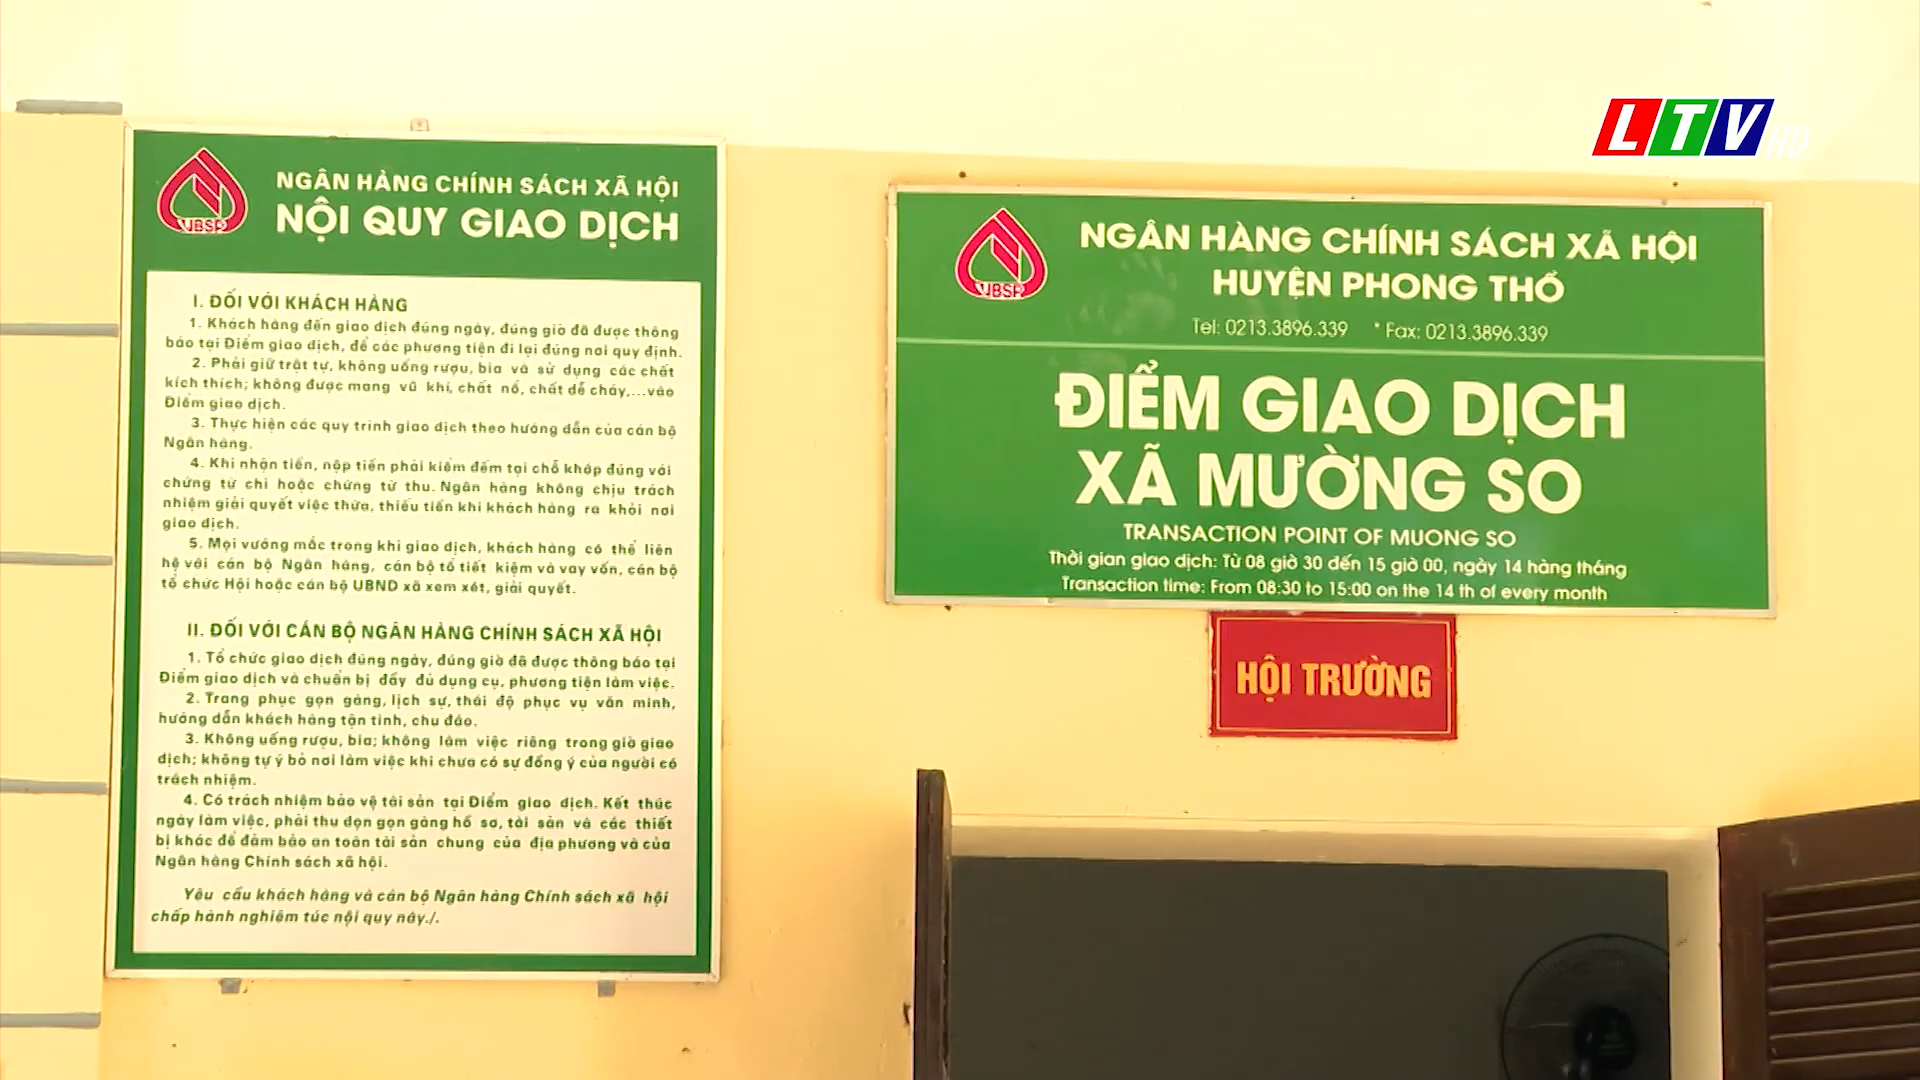 VBSP
NGÂN HÀNG CHÍNH SÁCH XÃ HỘI
NỘI QUY GIAO DỊCH
I. ĐỐI VỚI KHÁCH HÀNG
1. Khách hàng đến giao dịch đúng ngày, đúng giờ đã được thông
báo tại Điểm giao dịch, để các phương tiện đi lại đúng nơi quy định.
2. Phải giữ trật tự, không uống rượu, bia và sử dụng các chất
kích thích; không được mang vũ khí, chất nổ, chất dễ cháy,...vào
Điểm giao dịch.
3. Thực hiện các quy trình giao dịch theo hướng dẫn của cán bộ
Ngân hàng.
4. Khi nhận tiền, nộp tiền phải kiểm đếm tại chỗ khớp đúng với
chứng từ chi hoặc chứng từ thu. Ngân hàng không chịu trách
nhiệm giải quyết việc thừa, thiếu tiền khi khách hàng ra khỏi nơi
giao dịch.
5. Mọi vướng mắc trong khi giao dịch, khách hàng có thể liên
hệ với cán bộ Ngân hàng, cán bộ tổ tiết kiệm và vay vốn, cán bộ
tổ chức Hội hoặc cán bộ UBND xã xem xét, giải quyết.
II. ĐỐI VỚI CÁN BỘ NGÂN HÀNG CHÍNH SÁCH XÃ HỘI
1. Tổ chức giao dịch đúng ngày, đúng giờ đã được thông báo tại
Điểm giao dịch và chuẩn bị đầy đủ dụng cụ, phương tiện làm việc.
2. Trang phục gọn gàng, lịch sự, thái độ phục vụ văn minh,
hướng dẫn khách hàng tận tình, chu đáo.
3. Không uống rượu, bia; không làm việc riêng trong giờ giao
dịch; không tự ý bỏ nơi làm việc khi chưa có sự đồng ý của người có
trách nhiệm.
4. Có trách nhiệm bảo vệ tài sản tại Điểm giao dịch. Kết thúc
ngày làm việc, phải thu dọn gọn gàng hồ sơ, tài sản và các thiết
bị khác để đảm bảo an toàn tài sản chung của địa phương và của
Ngân hàng Chính sách xã hội.
Yêu cầu khách hàng và cán bộ Ngân hàng Chính sách xã hội
chấp hành nghiêm túc nội quy này./.
LTV HD
VBSP
NGÂN HÀNG CHÍNH SÁCH XÃ HỘI
HUYỆN PHONG THỔ
Tel: 0213.3896.339 * Fax: 0213.3896.339
ĐIỂM GIAO DỊCH
XÃ MƯỜNG SO
TRANSACTION POINT OF MUONG SO
Thời gian giao dịch: Từ 08 giờ 30 đến 15 giờ 00, ngày 14 hàng tháng
Transaction time: From 08:30 to 15:00 on the 14 th of every month
HỘI TRƯỜNG